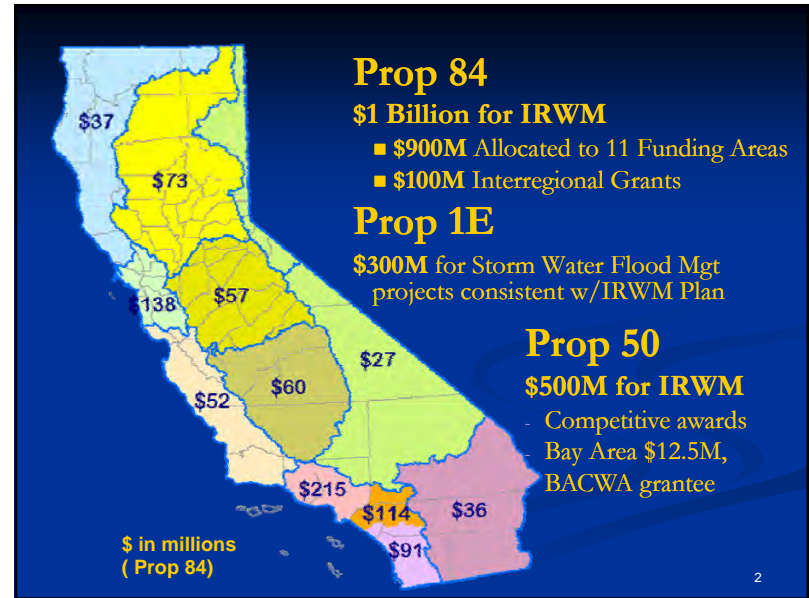 Prop 84
$1 Billion for IRWM
■ $900M Allocated to 11 Funding Areas
■ $100M Interregional Grants
Prop 1E
$300M for Storm Water Flood Mgt
projects consistent w/IRWM Plan
Prop 50
$500M for IRWM
- Competitive awards
- Bay Area $12.5M,
BACWA grantee
$37
$73
$138
$57
$27
$52
$60
$215
$114
$36
$91
$ in millions
( Prop 84)
2